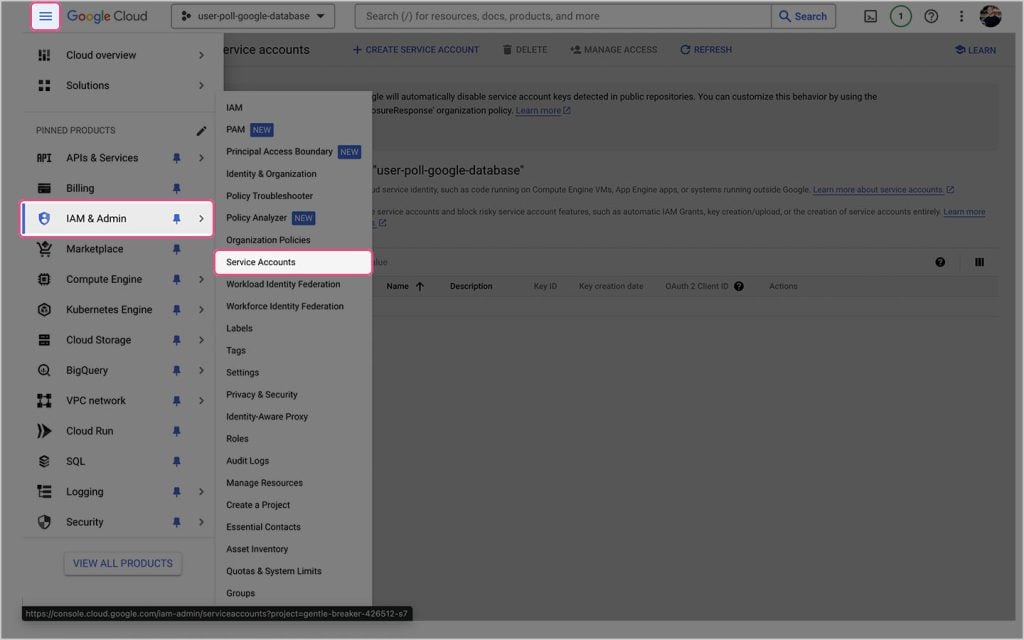 Google Cloud
user-poll-google-database
Search (/) for resources, docs, products, and more
Search
1
Cloud overview
Solutions
PINNED PRODUCTS
API APIs & Services
Billing
IAM & Admin
Marketplace
Compute Engine
Kubernetes Engine
Cloud Storage
BigQuery
VPC network
Cloud Run
SQL
Logging
Security
VIEW ALL PRODUCTS
IAM
PAM NEW
Principal Access Boundary NEW
Identity & Organization
Policy Troubleshooter
Policy Analyzer NEW
Organization Policies
Service Accounts
Workload Identity Federation
Workforce Identity Federation
Labels
Tags
Settings
Privacy & Security
Identity-Aware Proxy
Roles
Audit Logs
Manage Resources
Create a Project
Essential Contacts
Asset Inventory
Quotas & System Limits
Groups
ervice accounts
CREATE SERVICE ACCOUNT
DELETE
MANAGE ACCESS
REFRESH
LEARN
gle will automatically disable service account keys detected in public repositories. You can customize this behavior by using the
osureResponse' organization policy. Learn more
"user-poll-google-database"
ud service identity, such as code running on Compute Engine VMs, App Engine apps, or systems running outside Google. Learn more about service accounts.
e service accounts and block risky service account features, such as automatic IAM Grants, key creation/upload, or the creation of service accounts entirely. Learn more
alue
Name
Description
Key ID
Key creation date
OAuth 2 Client ID
Actions
https://console.cloud.google.com/iam-admin/serviceaccounts?project=gentle-breaker-426512-s7